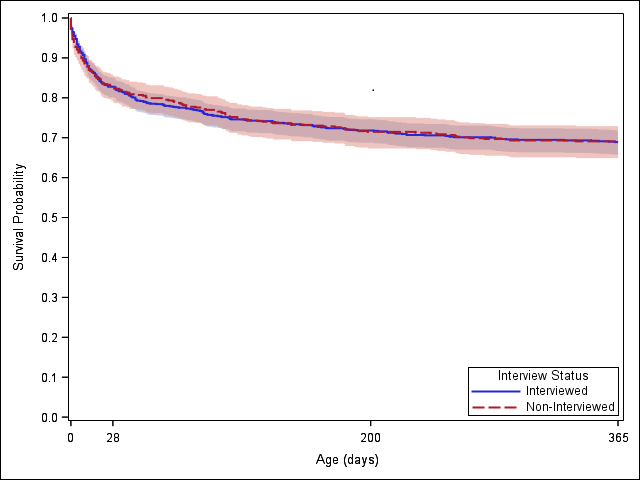 1.0
0.9
0.8
0.7
0.6
0.5
0.4
0.3
0.2
0.1
0.0
Survival Probability
0 28 200 365
Age (days)
Interview Status
Interviewed
Non-Interviewed